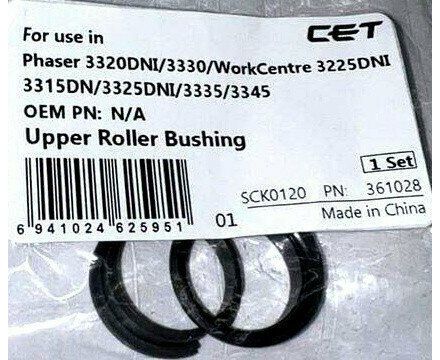 For use in
CET
Phaser 3320DNI/3330/WorkCentre 3225DNI
3315DN/3325DNI/3335/3345
OEM PN: N/A
Upper Roller Bushing
1 Set
SCK0120 PN: 361028
6 941024 625951 01
Made in China